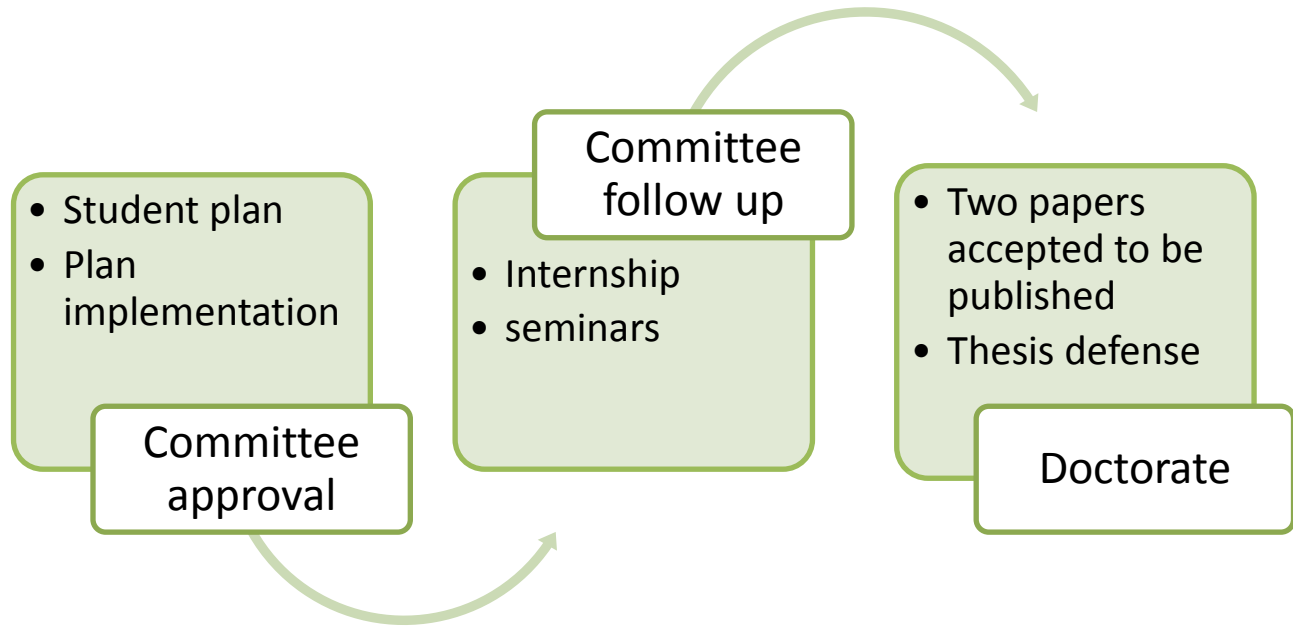 • Student plan
• Plan
implementation
Committee
approval
Committee
follow up
• Internship
• seminars
• Two papers
accepted to be
published
• Thesis defense
Doctorate